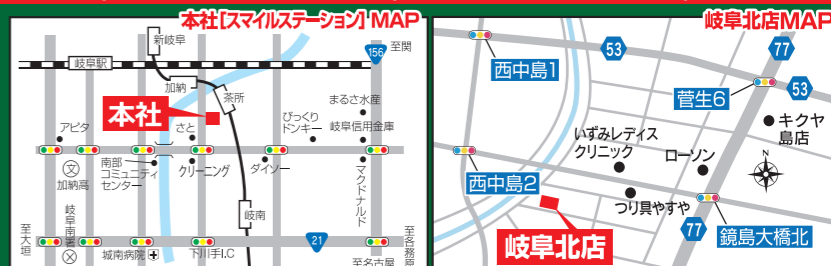 本社[スマイルステーション] MAP
新岐阜
156
至関
岐阜駅
加納
茶所
本社
まるさ水産
びっくり
ドンキー
岐阜信用金庫
アピタ
さと
文
加納高
南部
コミュニティ
センター
クリーニング
ダイソー
マクドナルド
岐阜南署
岐南
至大垣
城南病院
下川手I.C
21
至名古屋
至各務原
岐阜北店MAP
西中島1
53
77
菅生6
53
キクヤ
島店
いずみレディス
クリニック
ローソン
西中島2
つり具やすや
鏡島大橋北
77
岐阜北店